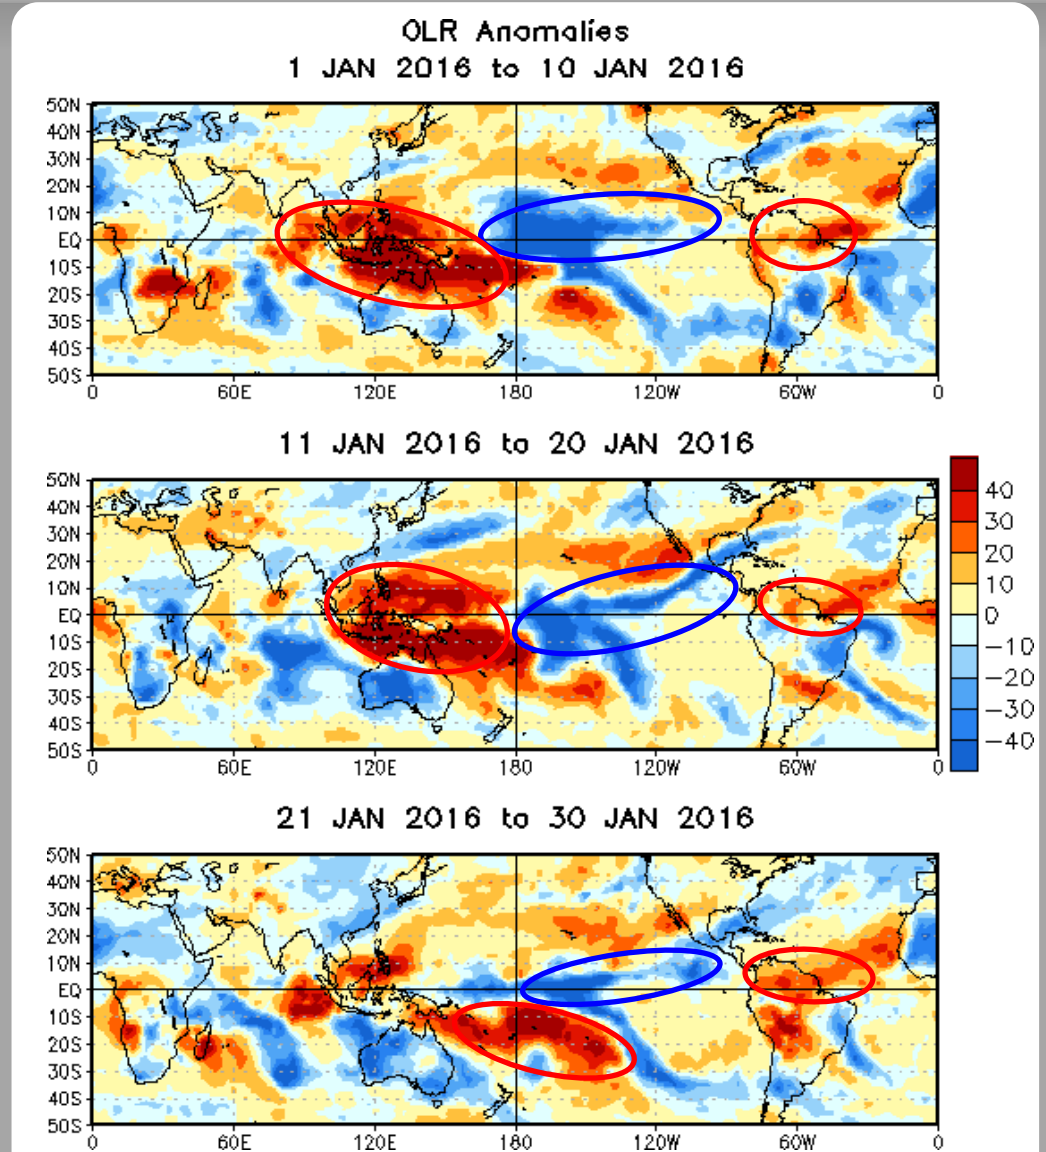 OLR Anomalies
1 JAN 2016 to 10 JAN 2016
50N
40N
30N
20N
10N
EQ
10S
20S
30S
40S
50S
0 60E 120E 180 120W 60W 0
11 JAN 2016 to 20 JAN 2016
50N
40N
30N
20N
10N
EQ
10S
20S
30S
40S
50S
0 60E 120E 180 120W 60W 0
40
30
20
10
0
−10
−20
−30
−40
21 JAN 2016 to 30 JAN 2016
50N
40N
30N
20N
10N
EQ
10S
20S
30S
40S
50S
0 60E 120E 180 120W 60W 0